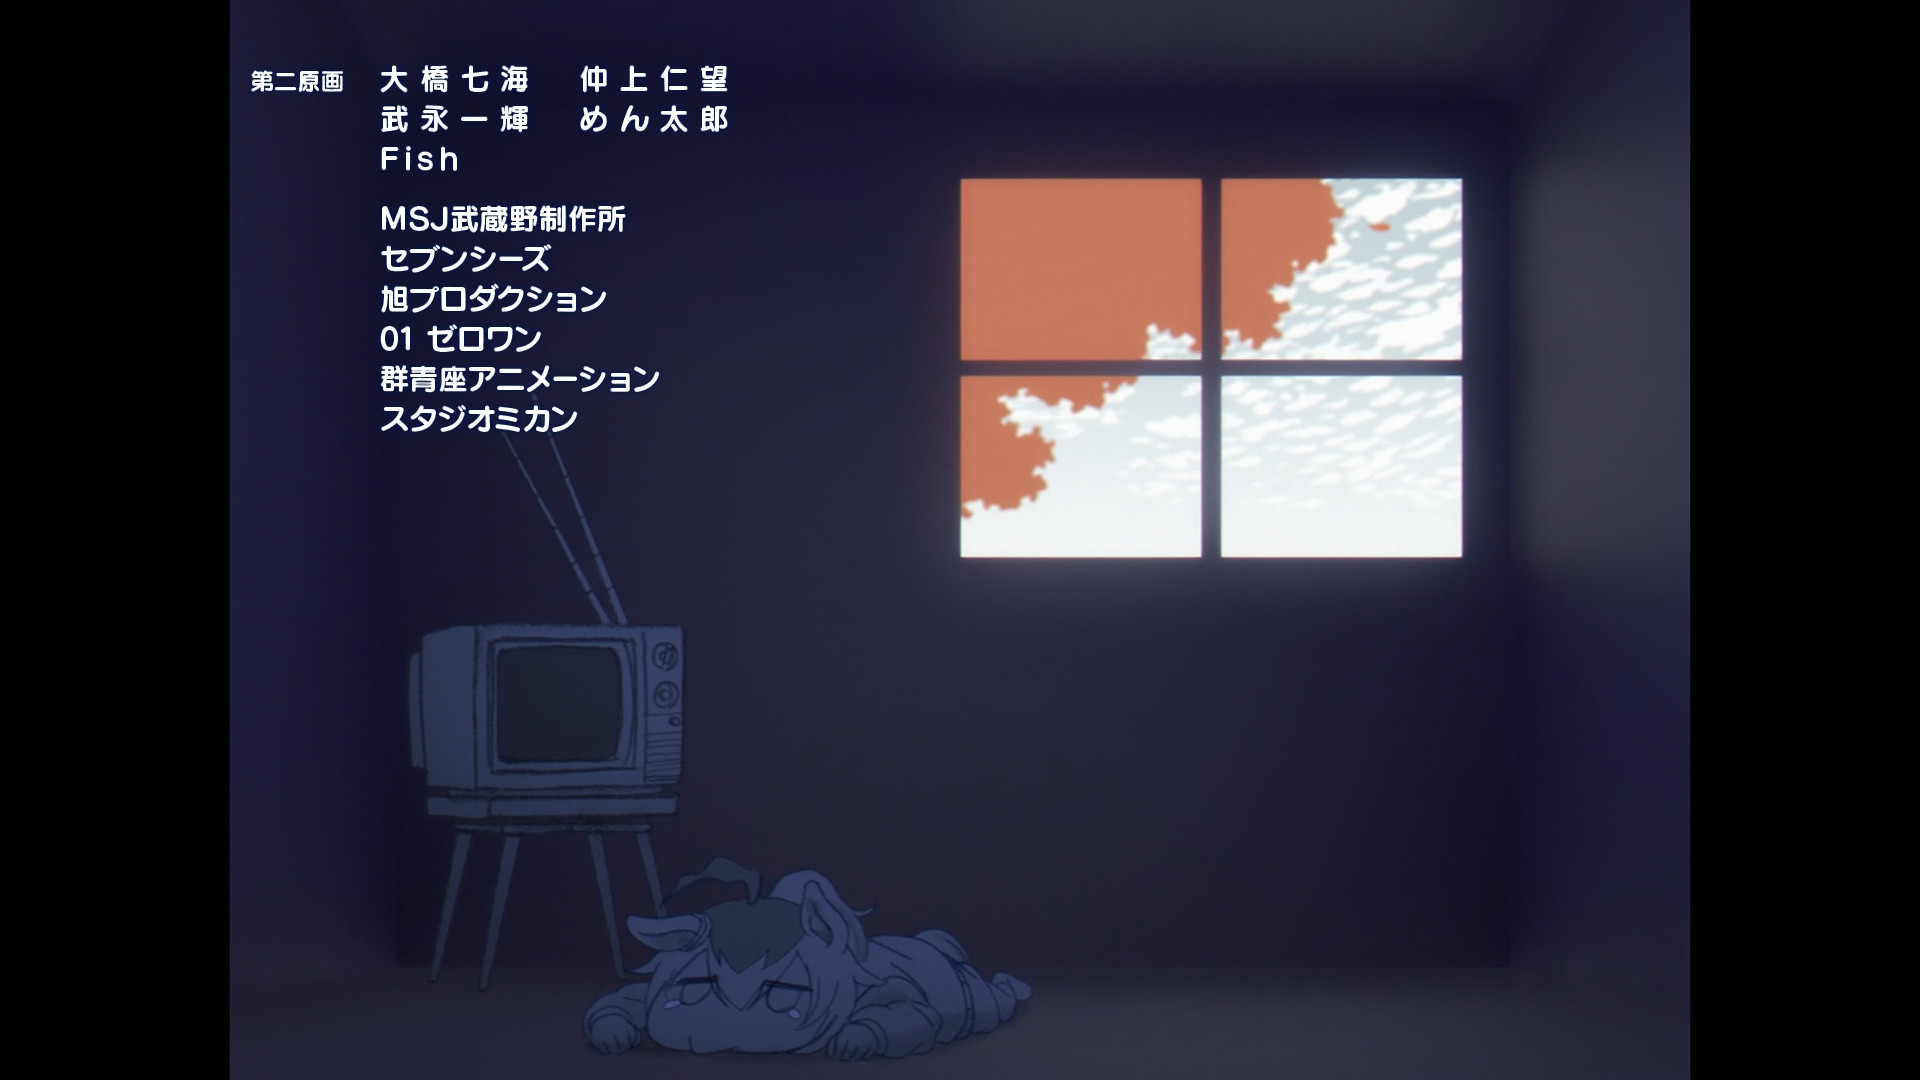 第二原画 大橋七海 仲上仁望
武永一輝 めん太郎
Fish
MSJ武蔵野制作所
セブンシーズ
旭プロダクション
01 ゼロワン
群青座アニメーション
スタジオミカン